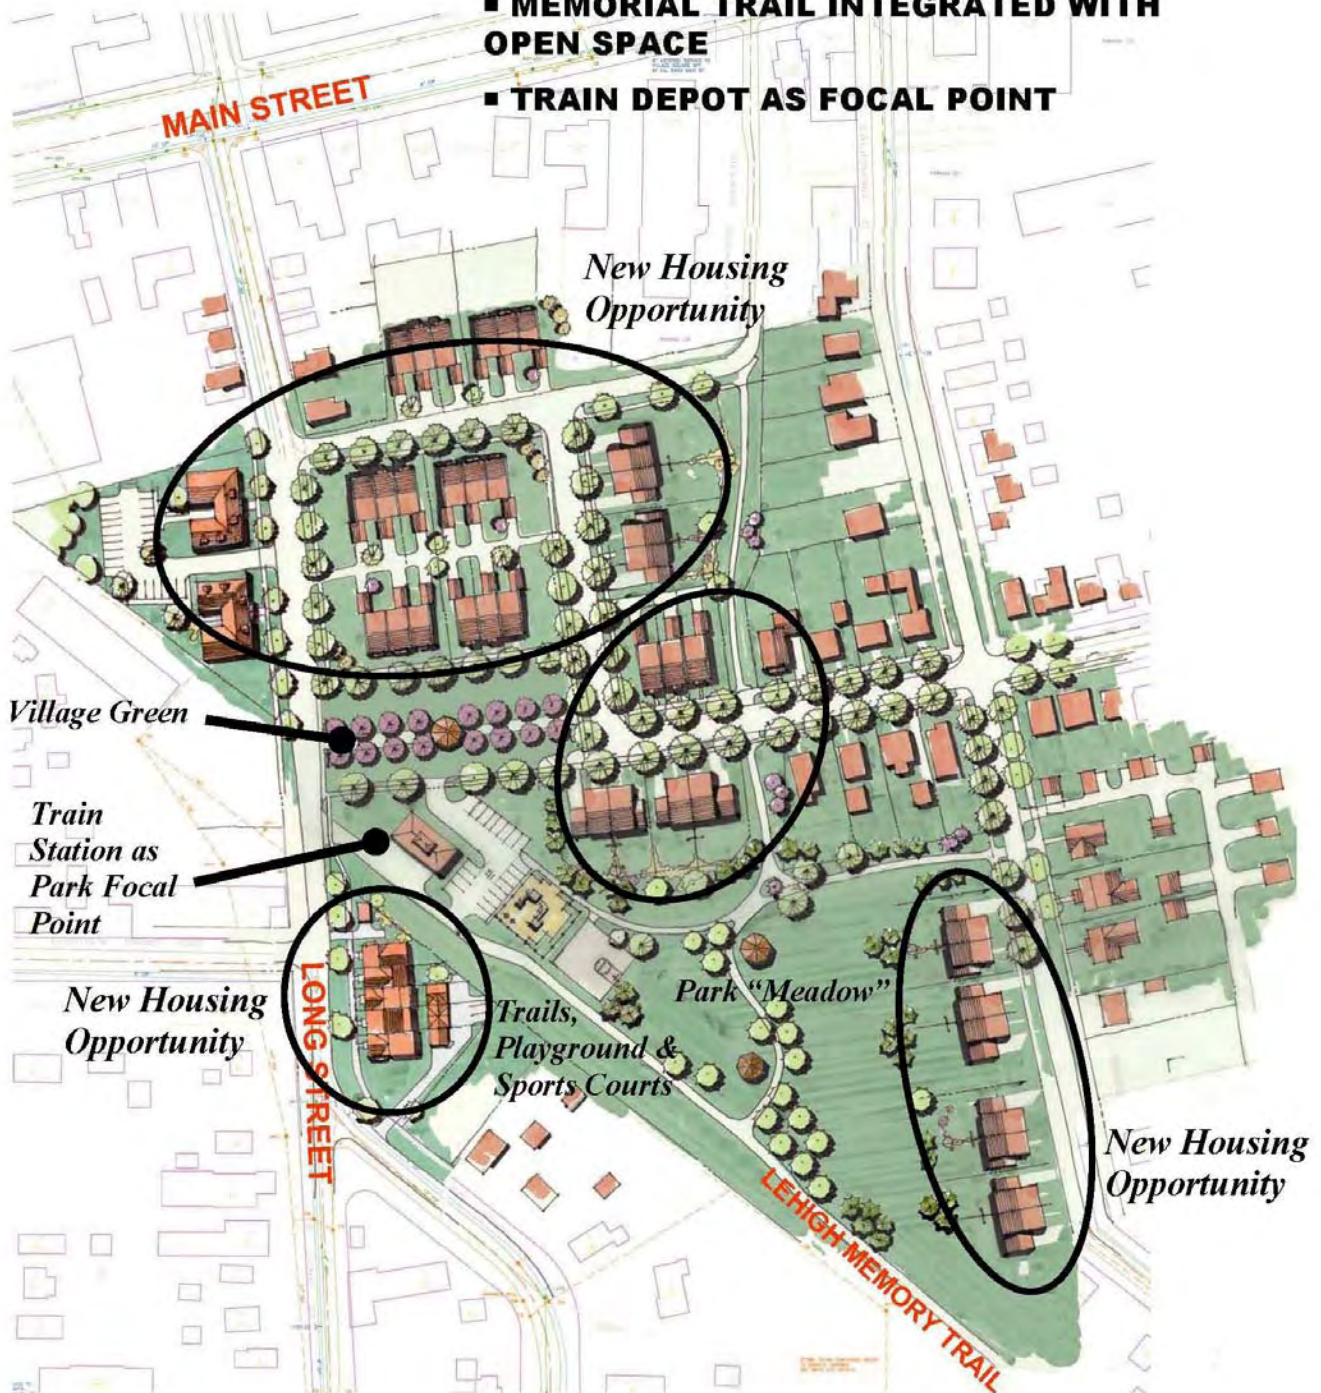 ▪ MEMORIAL TRAIL INTEGRATED WITH
OPEN SPACE
▪ TRAIN DEPOT AS FOCAL POINT
MAIN STREET
New Housing
Opportunity
Village Green
Train
Station as
Park Focal
Point
New Housing
Opportunity
LONG STREET
Trails,
Playground &
Sports Courts
Park “Meadow”
New Housing
Opportunity
LEHIGH MEMORY TRAIL